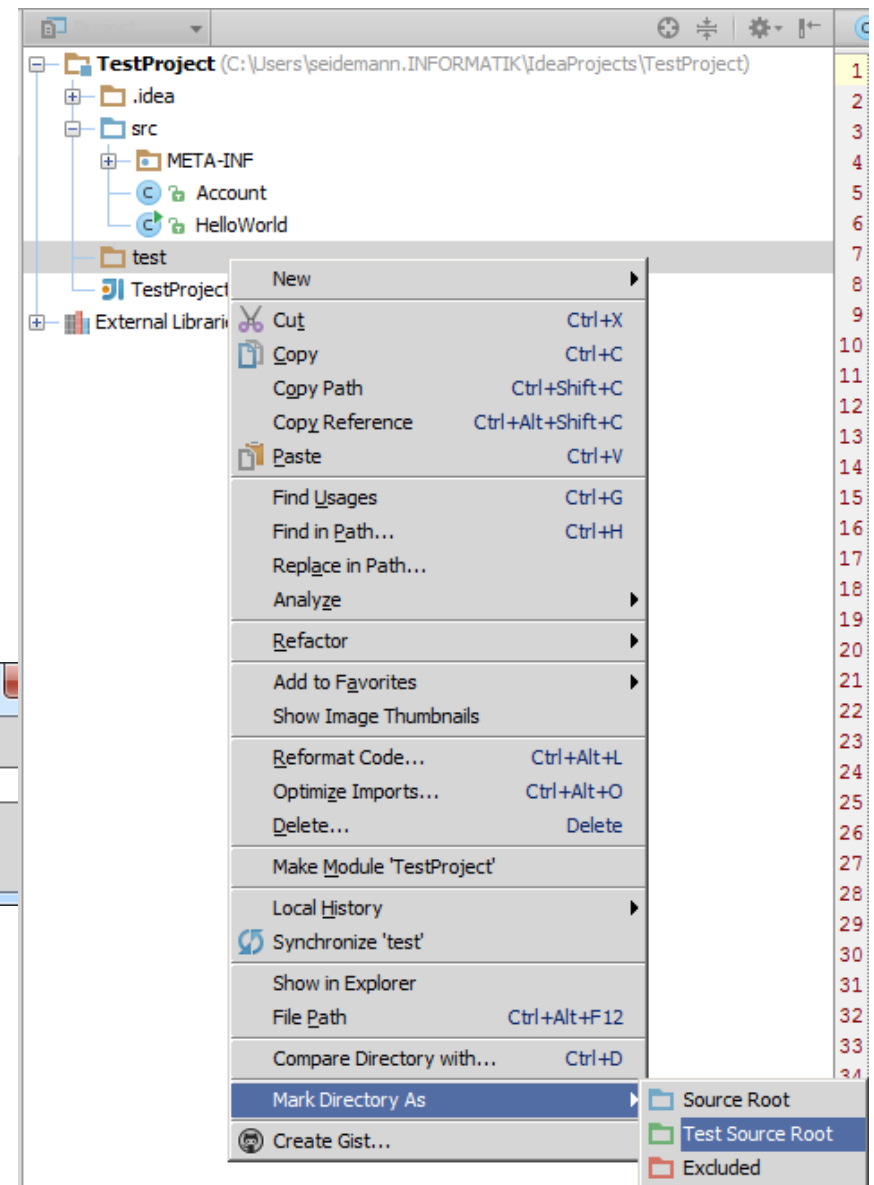 TestProject (C:\Users\seidemann.INFORMATIK\IdeaProjects\TestProject)
.idea
src
META-INF
Account
HelloWorld
test
TestProject
External Librari
New
Cut Ctrl+X
Copy Ctrl+C
Copy Path Ctrl+Shift+C
Copy Reference Ctrl+Alt+Shift+C
Paste Ctrl+V
Find Usages Ctrl+G
Find in Path... Ctrl+H
Replace in Path...
Analyze
Refactor
Add to Favorites
Show Image Thumbnails
Reformat Code... Ctrl+Alt+L
Optimize Imports... Ctrl+Alt+O
Delete... Delete
Make Module 'TestProject'
Local History
Synchronize 'test'
Show in Explorer
File Path Ctrl+Alt+F12
Compare Directory with... Ctrl+D
Mark Directory As
Create Gist...
Source Root
Test Source Root
Excluded
1
2
3
4
5
6
7
8
9
10
11
12
13
14
15
16
17
18
19
20
21
22
23
24
25
26
27
28
29
30
31
32
33
34